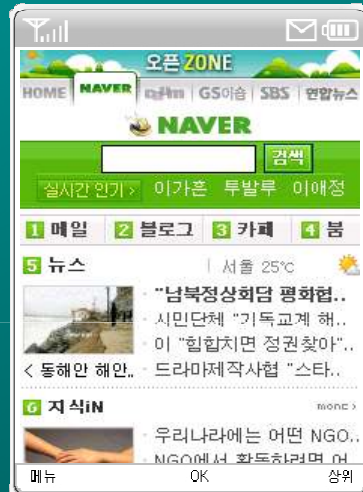 오픈 ZONE
HOME NAVER GS이숍 SBS 연합뉴스
NAVER
검색
실시간 인기 > 이가흔 투발루 이애정
1 메일 2 블로그 3 카페 4 붐
5 뉴스 서울 25℃
"남북정상회담 평화협..
시민단체 "기독교계 해..
이 "힘합치면 정권찾아"..
< 동해안 해안.. 드라마제작사협 "스타..
6 지식iN more >
우리나라에는 어떤 NGO..
NGO에서 활동하려면 어..
메뉴 OK 상위